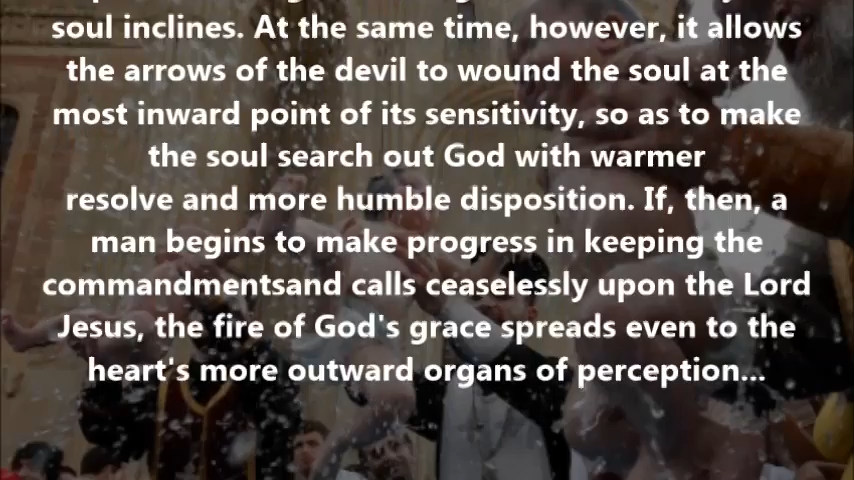 soul inclines. At the same time, however, it allows
the arrows of the devil to wound the soul at the
most inward point of its sensitivity, so as to make
the soul search out God with warmer
resolve and more humble disposition. If, then, a
man begins to make progress in keeping the
commandmentsand calls ceaselessly upon the Lord
Jesus, the fire of God's grace spreads even to the
heart's more outward organs of perception...